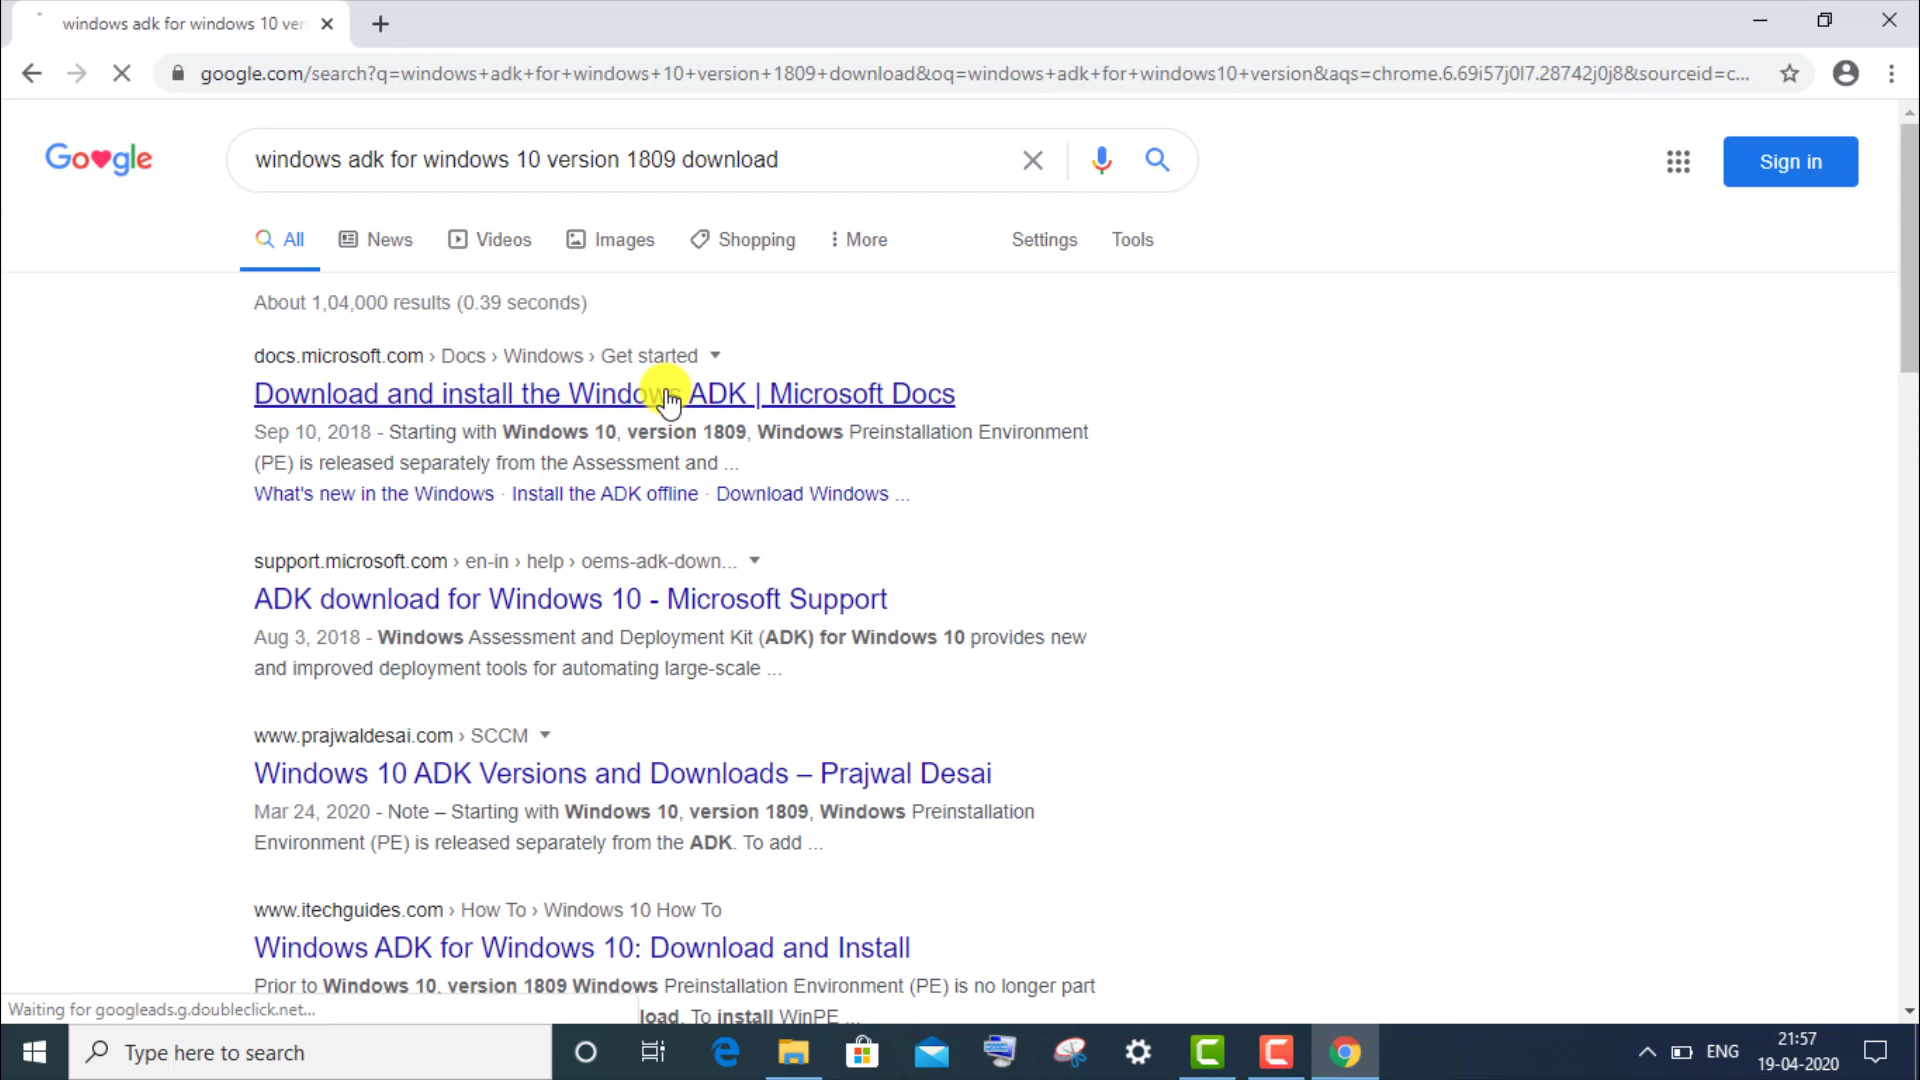 windows adk for windows 10 ver
google.com/search?q=windows+adk+for+windows+10+version+1809+download&oq=windows+adk+for+windows10+version&aqs=chrome.6.69i57j0l7.28742j0j8&sourceid=c...
Google
windows adk for windows 10 version 1809 download
Sign in
All News Videos Images Shopping More Settings Tools
About 1,04,000 results (0.39 seconds)
docs.microsoft.com › Docs › Windows › Get started
Download and install the Windows ADK | Microsoft Docs
Sep 10, 2018 - Starting with Windows 10, version 1809, Windows Preinstallation Environment
(PE) is released separately from the Assessment and ...
What's new in the Windows · Install the ADK offline · Download Windows ...
support.microsoft.com › en-in › help › oems-adk-down...
ADK download for Windows 10 - Microsoft Support
Aug 3, 2018 - Windows Assessment and Deployment Kit (ADK) for Windows 10 provides new
and improved deployment tools for automating large-scale ...
www.prajwaldesai.com › SCCM
Windows 10 ADK Versions and Downloads – Prajwal Desai
Mar 24, 2020 - Note – Starting with Windows 10, version 1809, Windows Preinstallation
Environment (PE) is released separately from the ADK. To add ...
www.itechguides.com › How To › Windows 10 How To
Windows ADK for Windows 10: Download and Install
Prior to Windows 10, version 1809 Windows Preinstallation Environment (PE) is no longer part
load. To install WinPE ...
Waiting for googleads.g.doubleclick.net...
Type here to search
ENG
21:57
19-04-2020